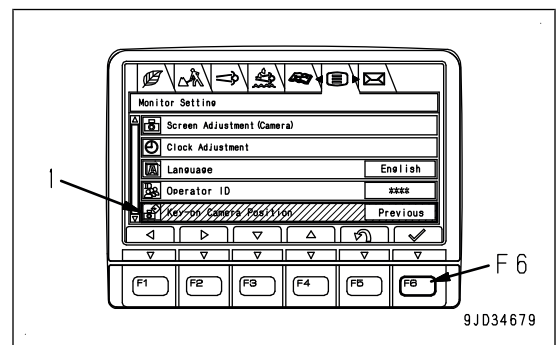 Monitor Setting
Screen Adjustment (Camera)
Clock Adjustment
A Language English
Operator ID ****
1
Key-on Camera Position Previous
F1 F2 F3 F4 F5 F6
F6
9JD34679